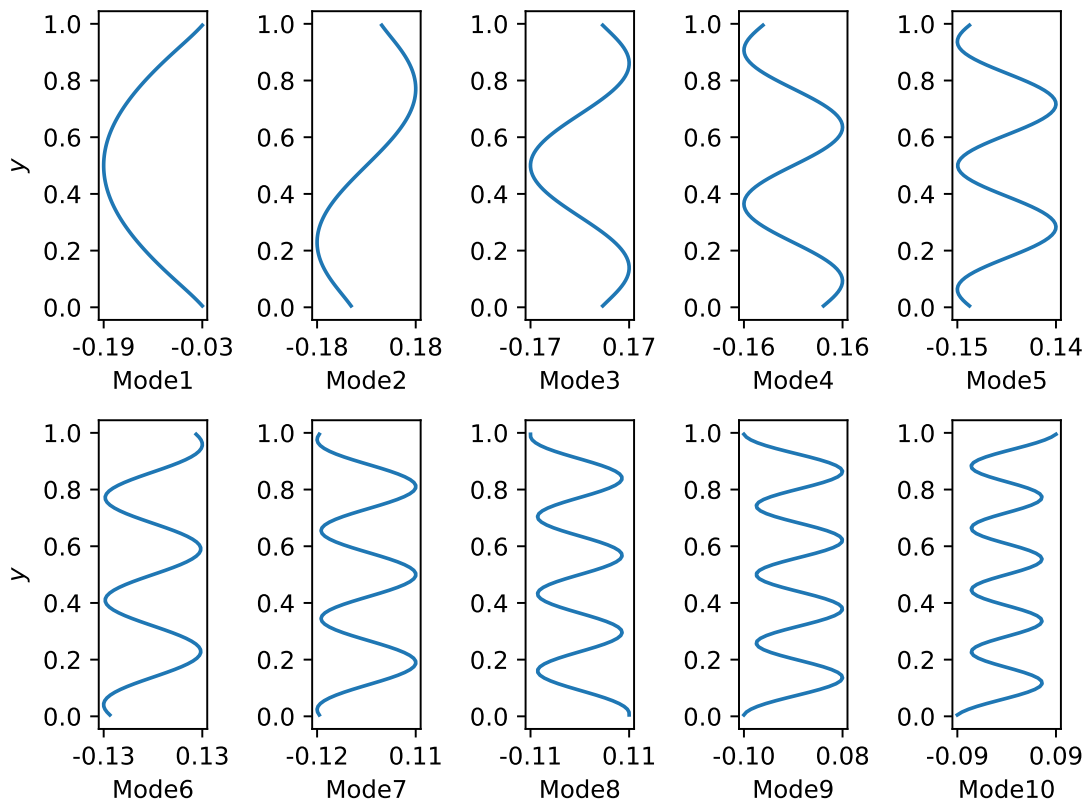 1.0 1.0 1.0 1.0 1.0
0.8 0.8 0.8 0.8 0.8
0.6 0.6 0.6 0.6 0.6
y
0.4 0.4 0.4 0.4 0.4
0.2 0.2 0.2 0.2 0.2
0.0 0.0 0.0 0.0 0.0
-0.19 -0.03 -0.18 0.18 -0.17 0.17 -0.16 0.16 -0.15 0.14
Mode1 Mode2 Mode3 Mode4 Mode5
1.0 1.0 1.0 1.0 1.0
0.8 0.8 0.8 0.8 0.8
0.6 0.6 0.6 0.6 0.6
y
0.4 0.4 0.4 0.4 0.4
0.2 0.2 0.2 0.2 0.2
0.0 0.0 0.0 0.0 0.0
-0.13 0.13 -0.12 0.11 -0.11 0.11 -0.10 0.08 -0.09 0.09
Mode6 Mode7 Mode8 Mode9 Mode10